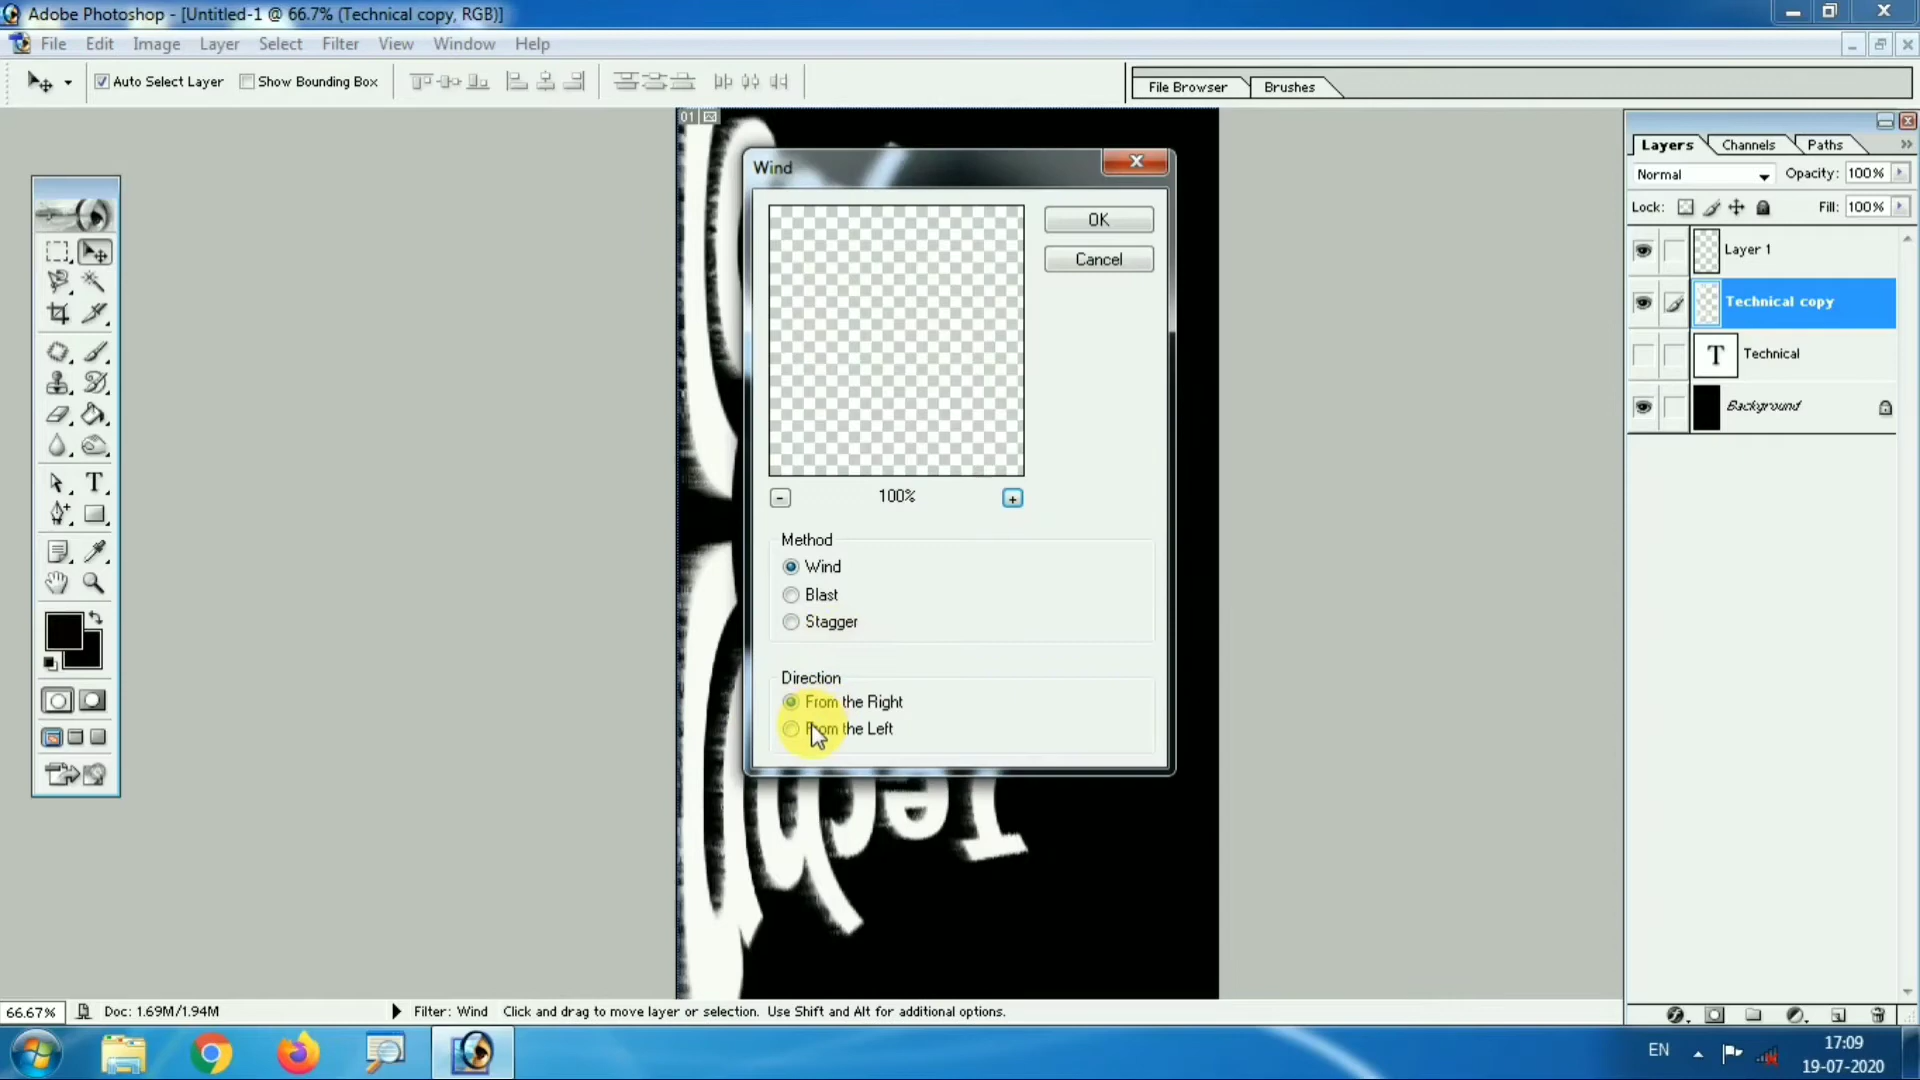 Adobe Photoshop - [Untitled-1 @ 66.7% (Technical copy, RGB)]
File Edit Image Layer Select Filter View Window Help
Auto Select Layer Show Bounding Box
File Browser Brushes
01
Wind
OK
Cancel
100%
Method
Wind
Blast
Stagger
Direction
From the Right
From the Left
Layers Channels Paths
Normal Opacity: 100%
Lock: Fill: 100%
Layer 1
Technical copy
T Technical
Background
Tech
66.67% Doc: 1.69M/1.94M Filter: Wind Click and drag to move layer or selection. Use Shift and Alt for additional options.
EN 17:09
19-07-2020